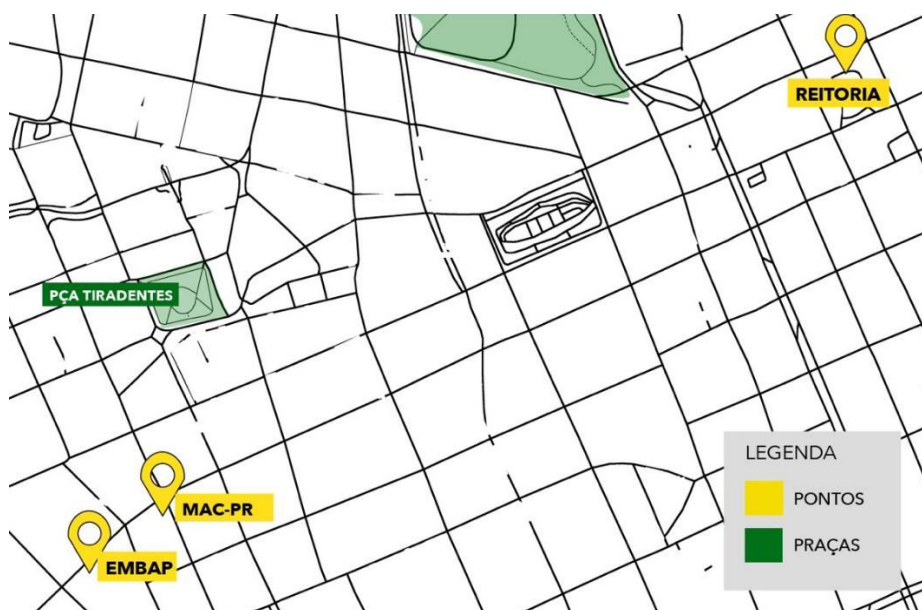 REITORIA
PÇA TIRADENTES
MAC-PR
EMBAP
LEGENDA
PONTOS
PRAÇAS